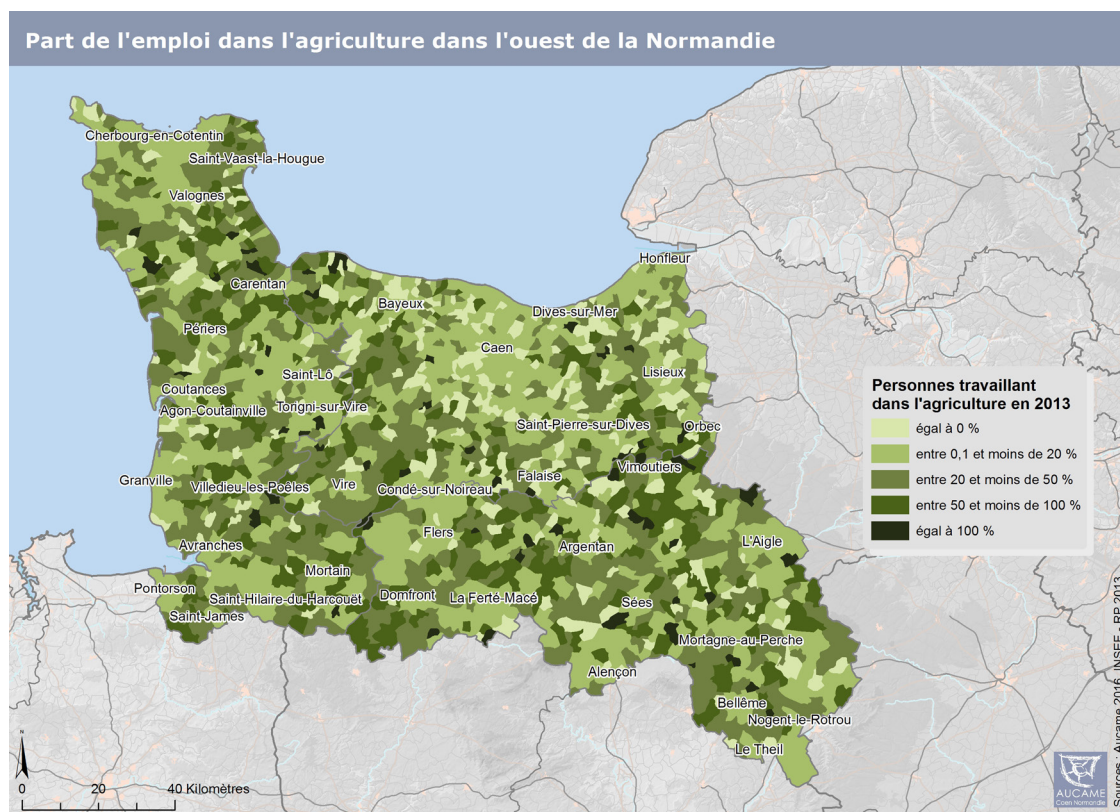 Part de l'emploi dans l'agriculture dans l'ouest de la Normandie
Cherbourg-en-Cotentin
Saint-Vaast-la-Hougue
Valognes
Honfleur
Carentan
Bayeux
Dives-sur-Mer
Périers
Caen
Saint-Lô
Lisieux
Coutances
Agon-Coutainville
Torigni-sur-Vire
Saint-Pierre-sur-Dives
Orbec
Vimoutiers
Granville
Villedieu-les-Poêles
Vire
Condé-sur-Noireau
Falaise
Flers
Argentan
L'Aigle
Avranches
Mortain
Pontorson
Saint-Hilaire-du-Harcouët
Domfront
La Ferté-Macé
Sées
Saint-James
Mortagne-au-Perche
Alençon
Bellême
Nogent-le-Rotrou
Le Theil
Personnes travaillant
dans l'agriculture en 2013
égal à 0 %
entre 0,1 et moins de 20 %
entre 20 et moins de 50 %
entre 50 et moins de 100 %
égal à 100 %
N
0 20 40 Kilomètres
Sources : Aucame 2016, INSEE - RP 2013
AUCAME
Caen Normandie